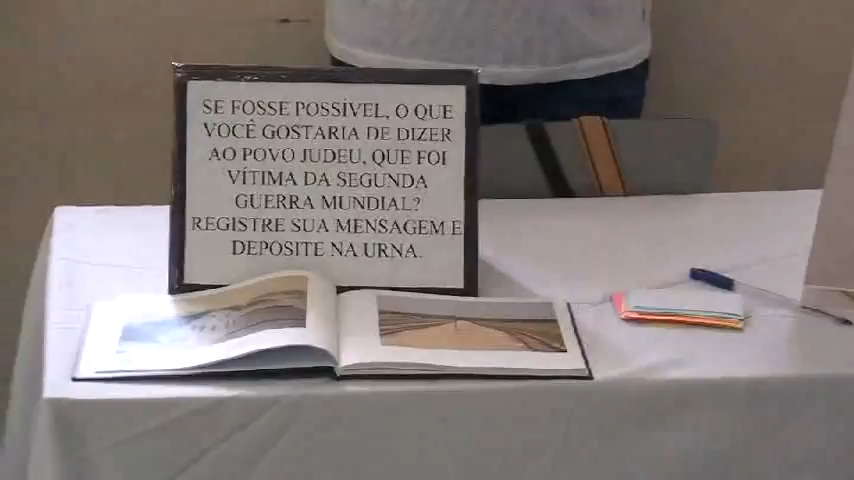 SE FOSSE POSSÍVEL, O QUE
VOCÊ GOSTARIA DE DIZER
AO POVO JUDEU, QUE FOI
VÍTIMA DA SEGUNDA
GUERRA MUNDIAL?
REGISTRE SUA MENSAGEM E
DEPOSITE NA URNA.